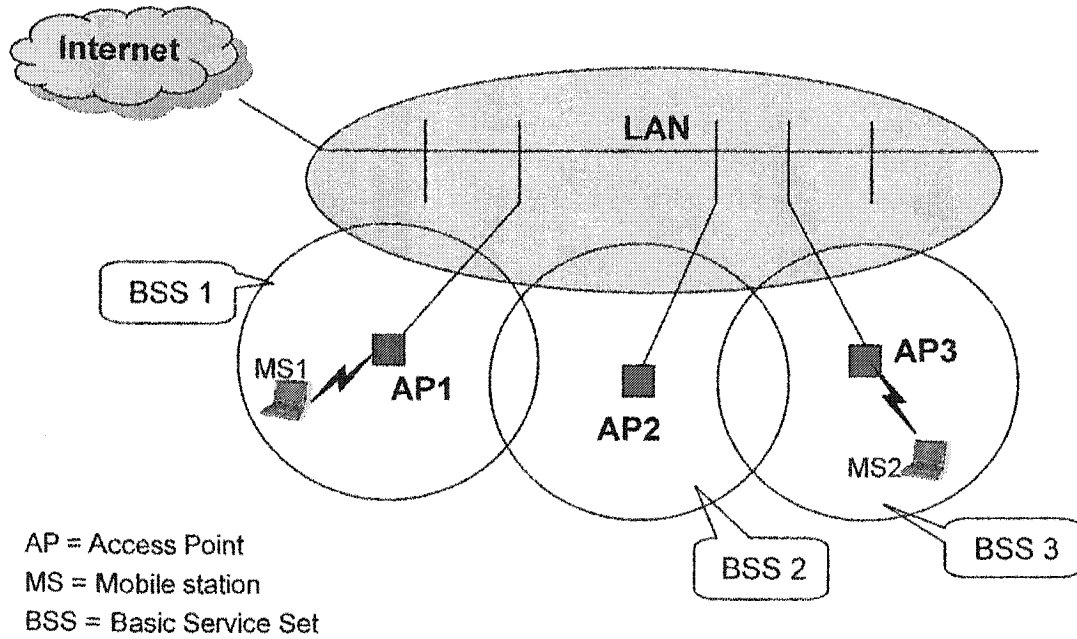 Internet
LAN
BSS 1
MS1
AP1
AP2
AP3
MS2
BSS 2
BSS 3
AP = Access Point
MS = Mobile station
BSS = Basic Service Set